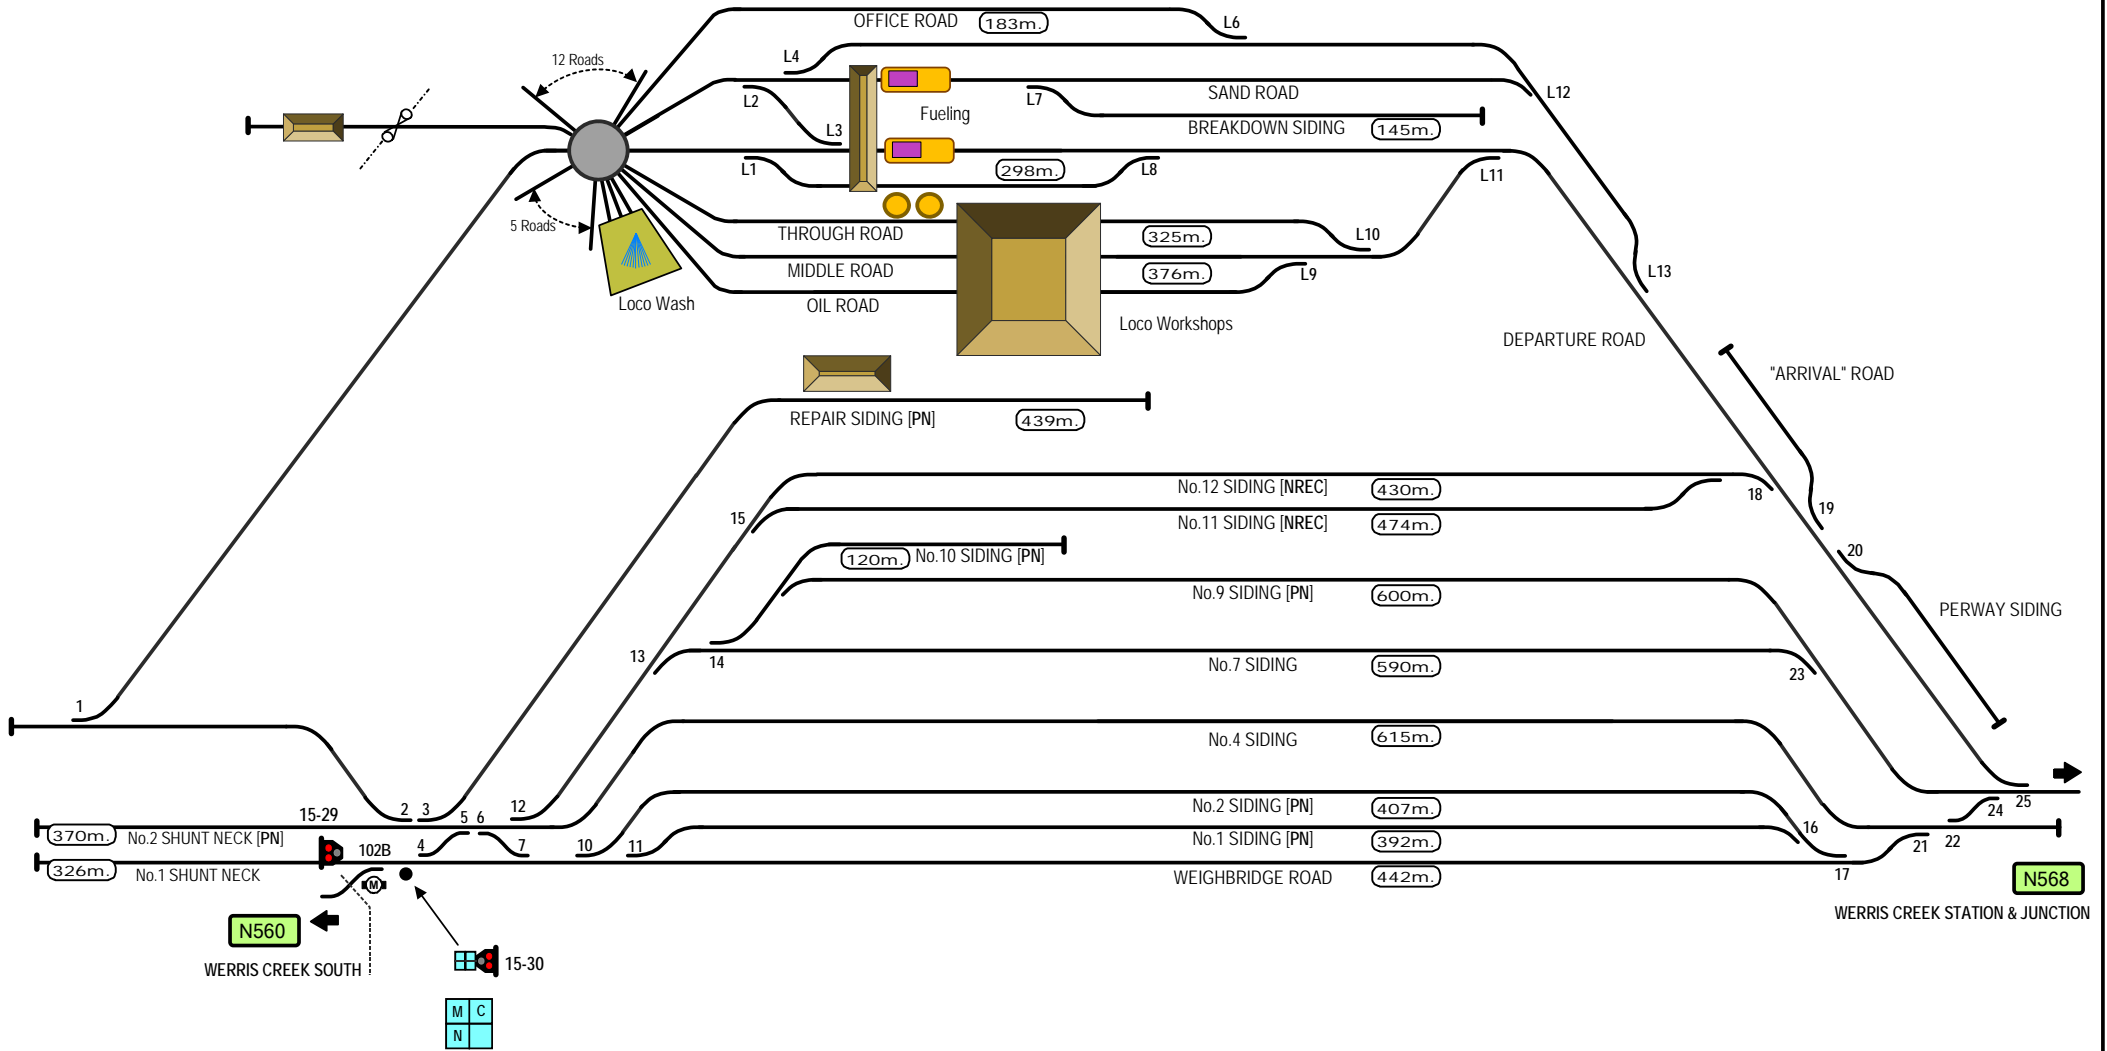 OFFICE ROAD 183m. L6
12 Roads
L4
L2 Fueling L7 SAND ROAD L12
L3 BREAKDOWN SIDING 145m.
L1 298m. L8 L11
5 Roads
THROUGH ROAD 325m. L10
MIDDLE ROAD 376m. L9 L13
Loco Wash OIL ROAD
Loco Workshops
DEPARTURE ROAD
"ARRIVAL" ROAD
REPAIR SIDING [PN] 439m.
No.12 SIDING [NREC] 430m. 18
15 No.11 SIDING [NREC] 474m. 19
120m. No.10 SIDING [PN] 20
No.9 SIDING [PN] 600m. PERWAY SIDING
13 14 No.7 SIDING 590m. 23
1
No.4 SIDING 615m.
15-29 2 3 5 6 12 No.2 SIDING [PN] 407m. 16 24 25
370m. No.2 SHUNT NECK [PN] 102B 4 7 10 11 No.1 SIDING [PN] 392m. 21 22
326m. No.1 SHUNT NECK M WEIGHBRIDGE ROAD 442m. 17 N568
WERRIS CREEK STATION & JUNCTION
N560
WERRIS CREEK SOUTH 15-30
M C
N